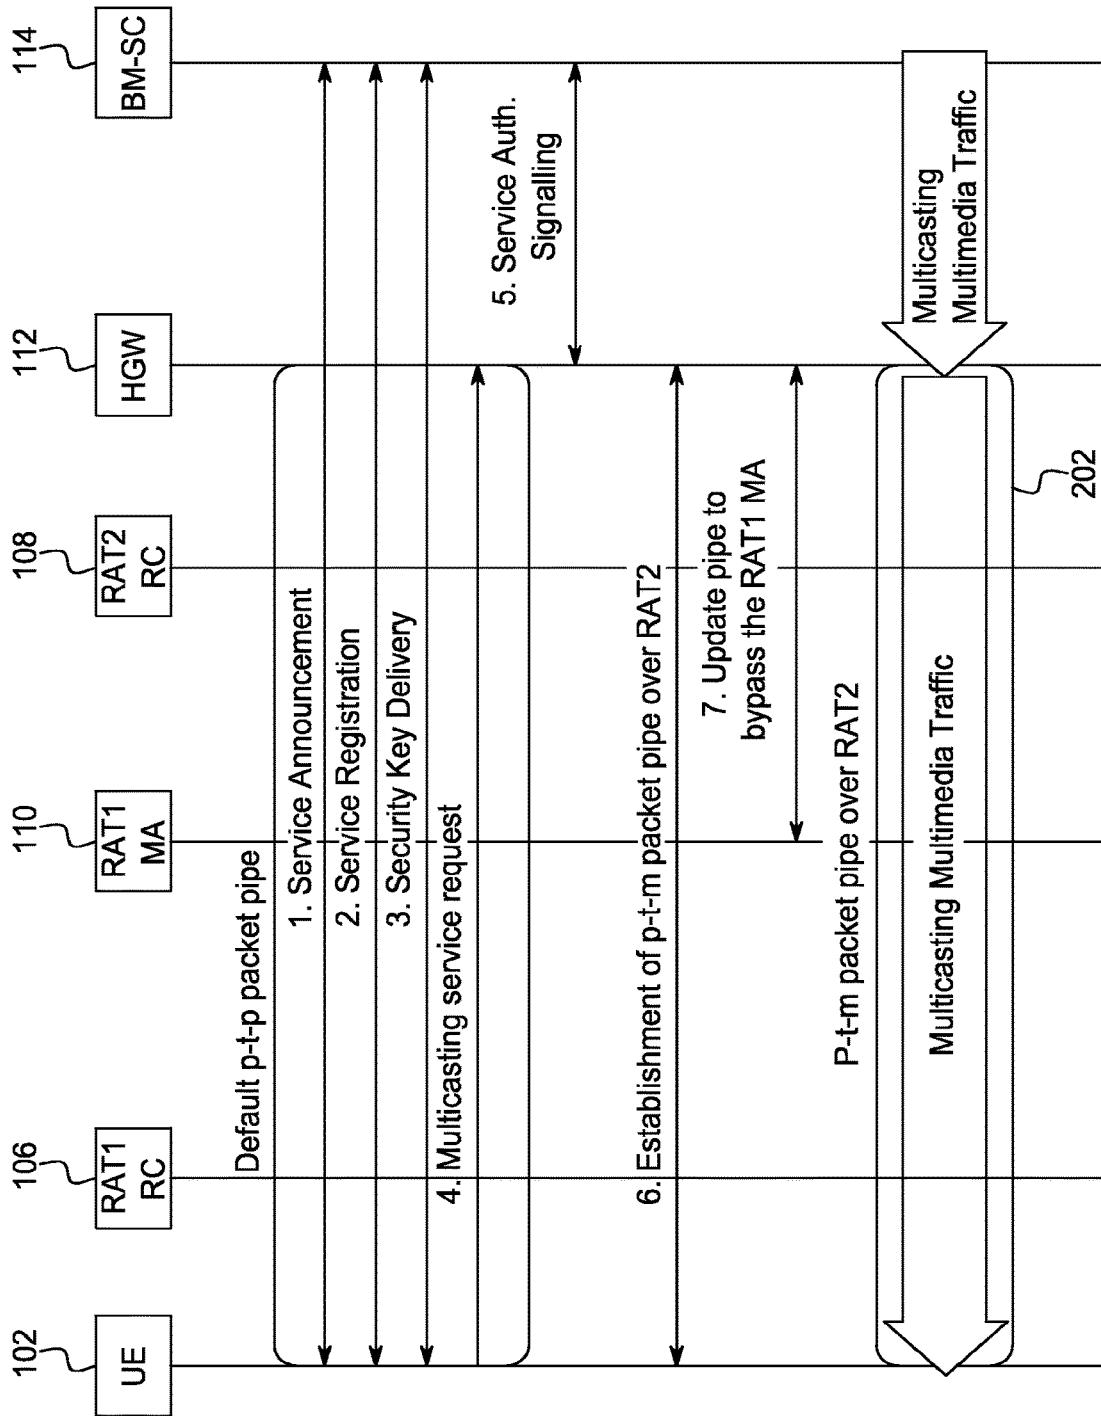 102
106
110
108
112
114
UE
RAT1
RC
RAT1
MA
RAT2
RC
HGW
BM-SC
Default p-t-p packet pipe
1. Service Announcement
2. Service Registration
3. Security Key Delivery
4. Multicasting service request
5. Service Auth.
Signalling
6. Establishment of p-t-m packet pipe over RAT2
7. Update pipe to
bypass the RAT1 MA
P-t-m packet pipe over RAT2
Multicasting Multimedia Traffic
Multicasting
Multimedia Traffic
202